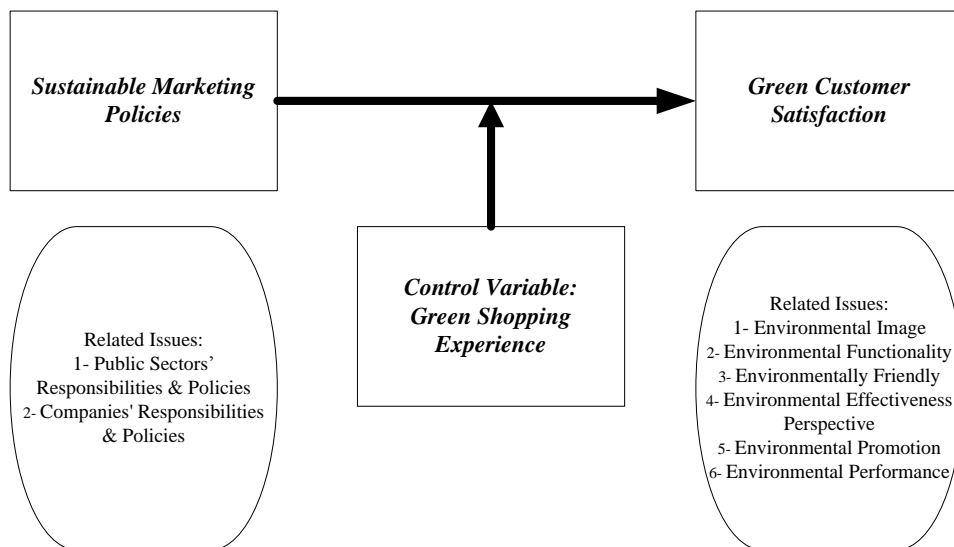 Sustainable Marketing
Policies
Green Customer
Satisfaction
Control Variable:
Green Shopping
Experience
Related Issues:
1- Public Sectors’
Responsibilities & Policies
2- Companies' Responsibilities
& Policies
Related Issues:
1- Environmental Image
2- Environmental Functionality
3- Environmentally Friendly
4- Environmental Effectiveness
Perspective
5- Environmental Promotion
6- Environmental Performance